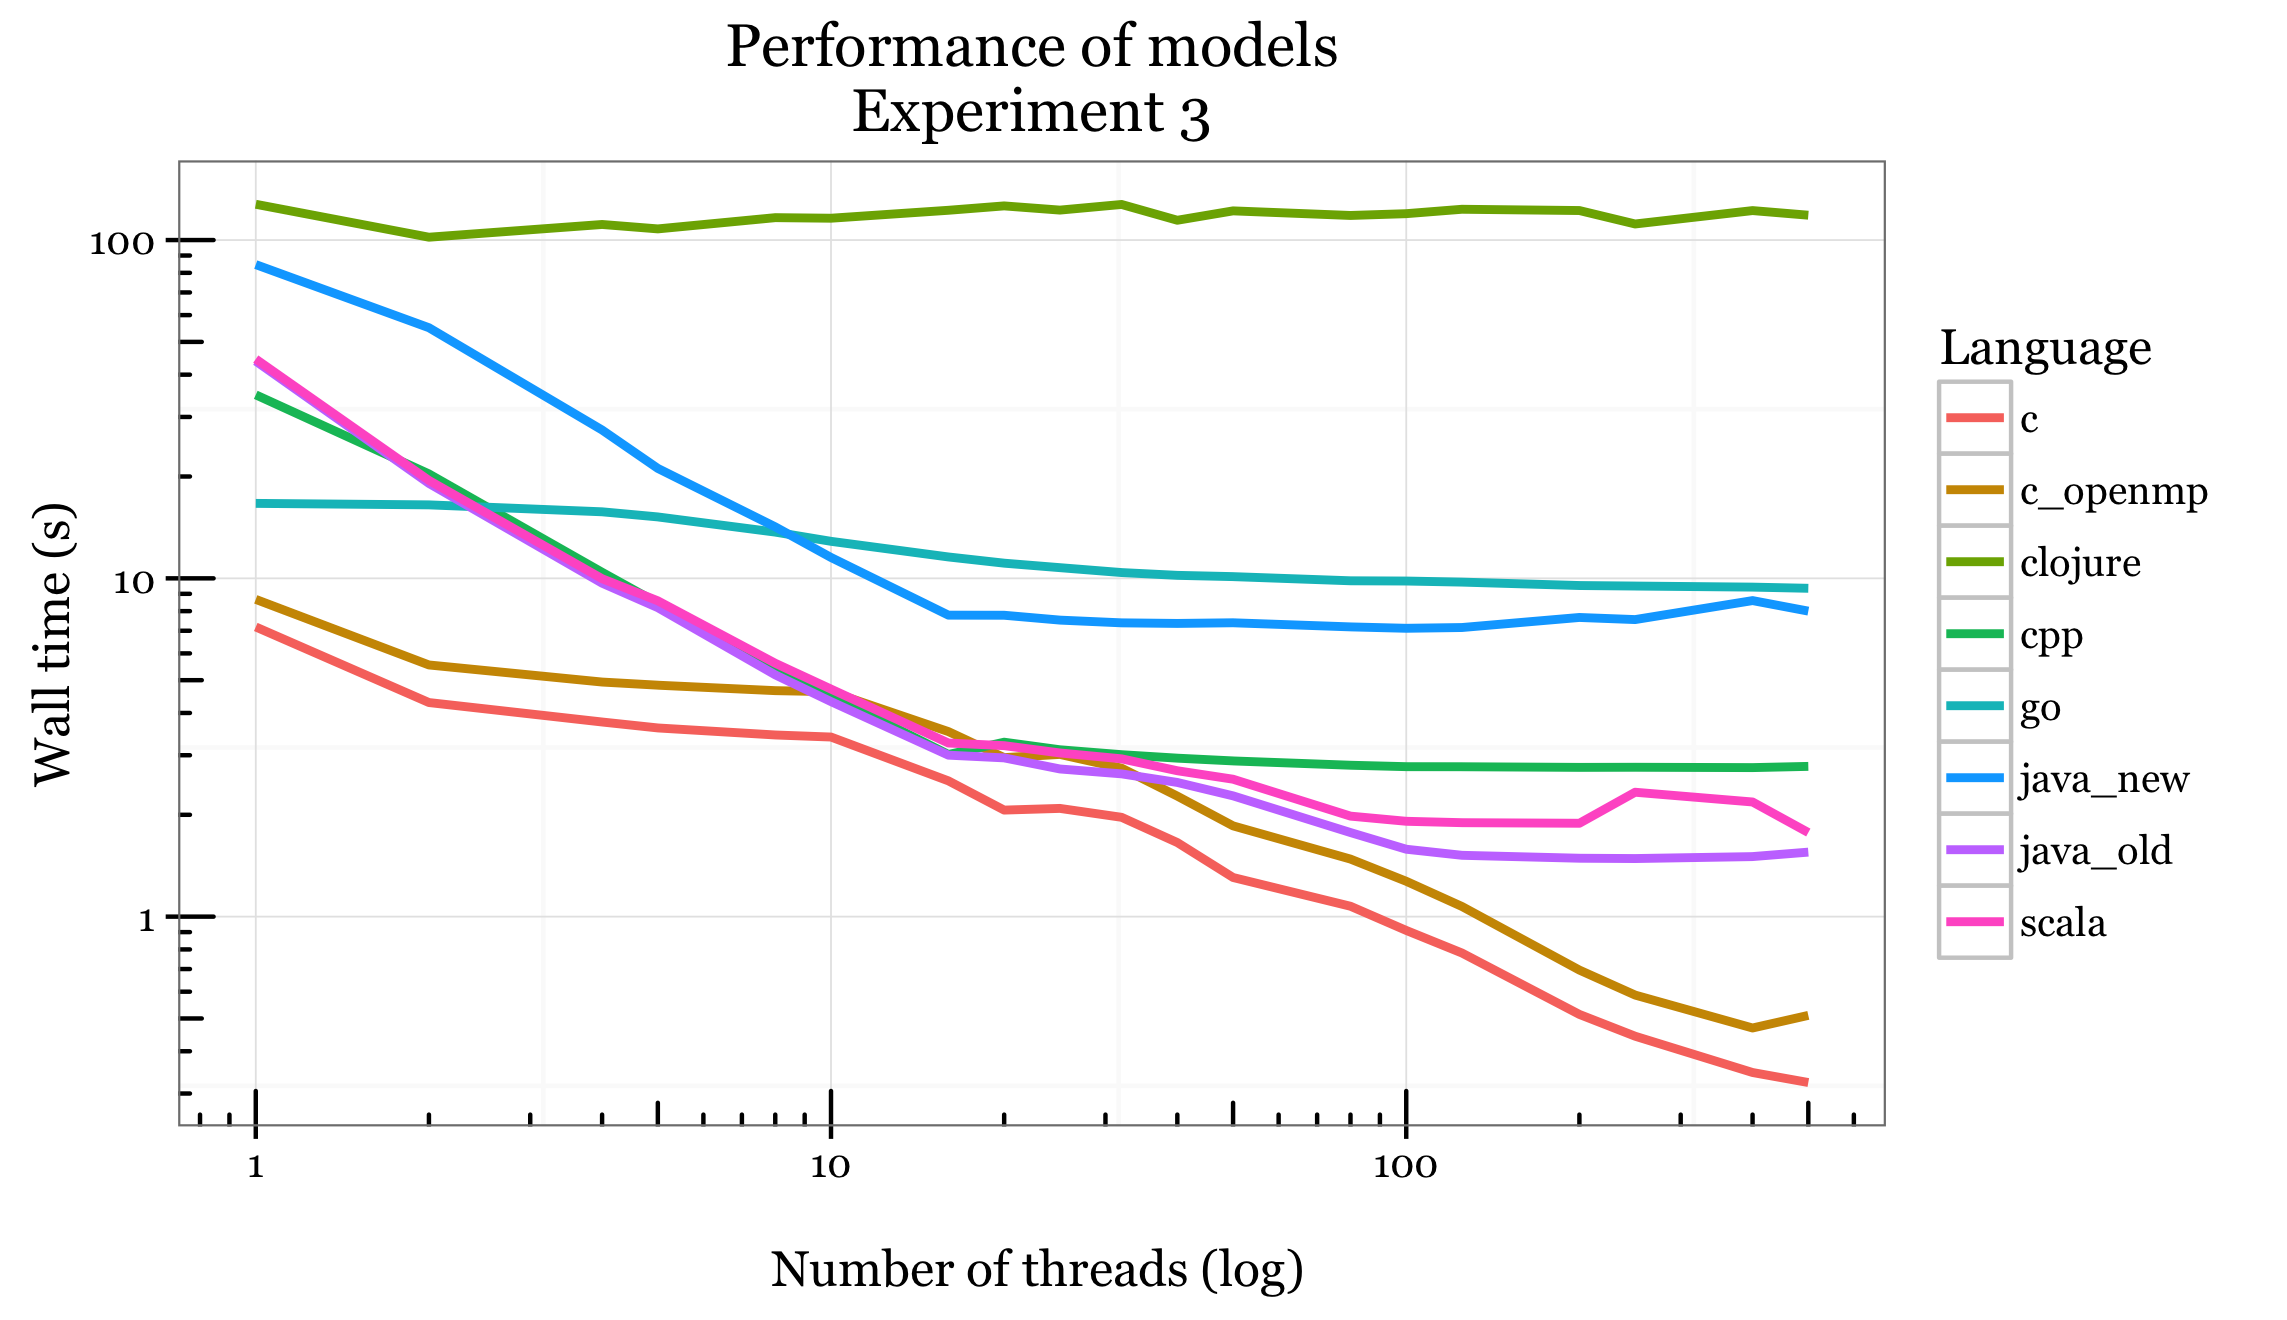 Performance of models
Experiment 3
Wall time (s)
100
10
1
1
10
100
Number of threads (log)
Language
c
c_openmp
clojure
cpp
go
java_new
java_old
scala